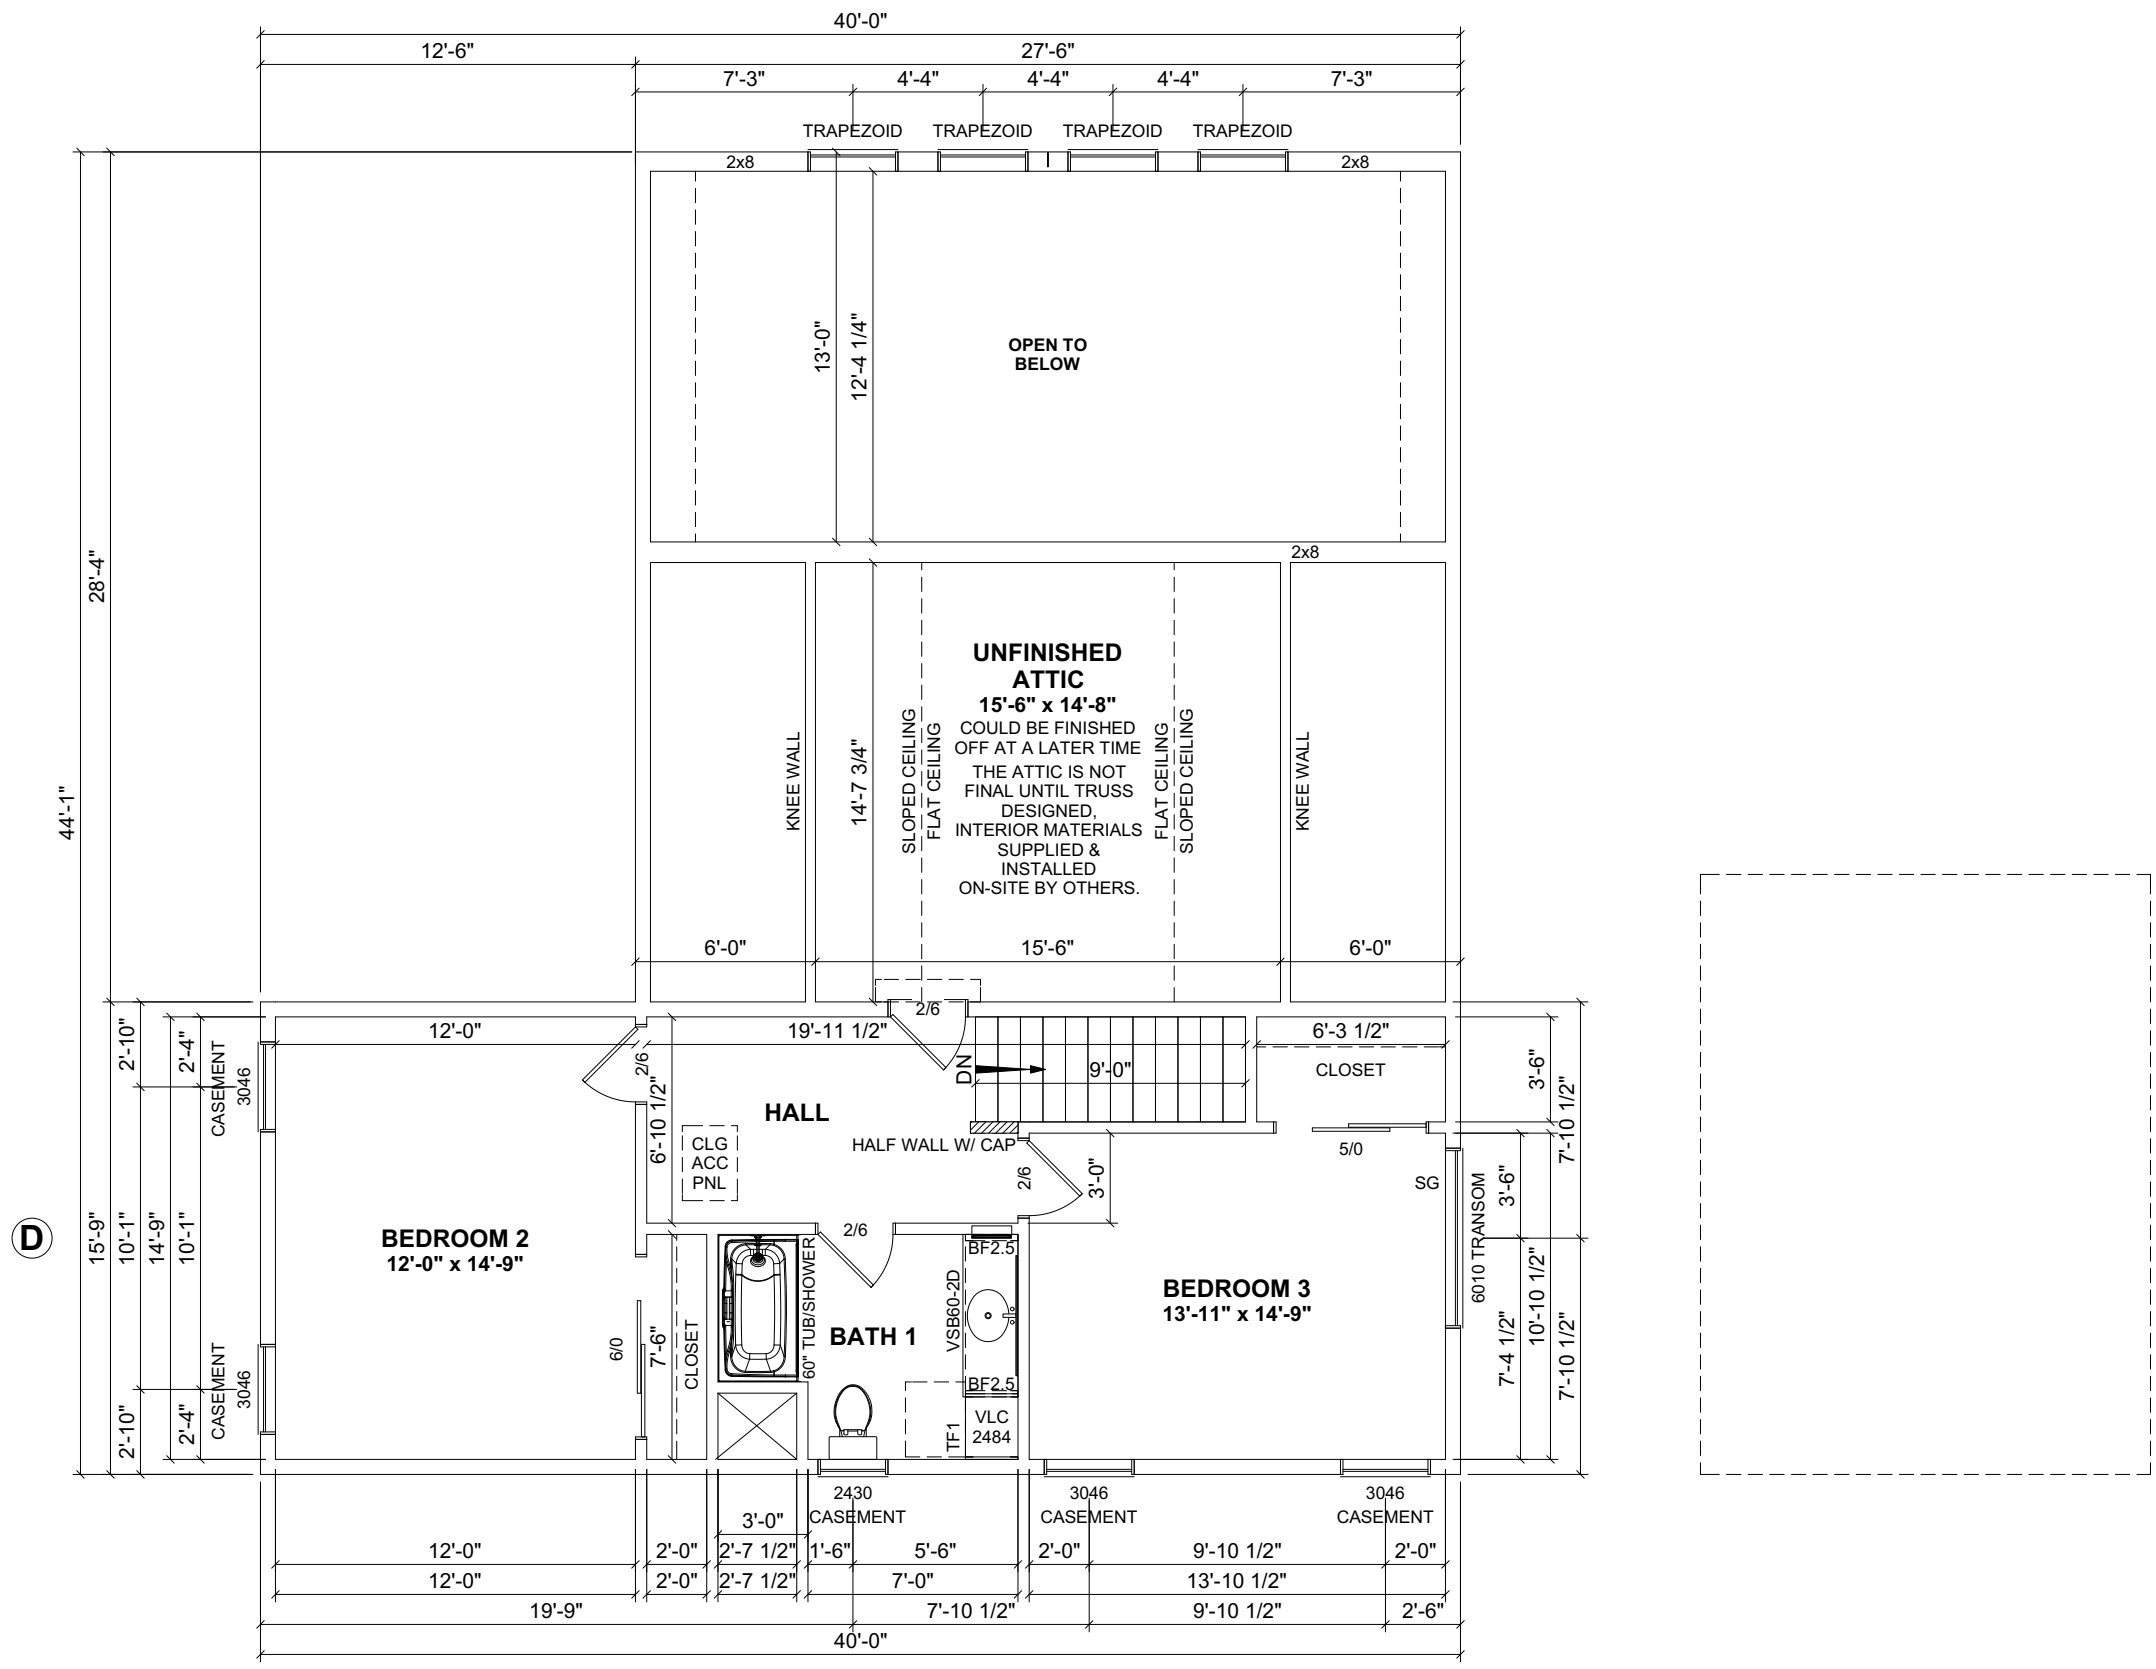 40'-0"
12'-6"
27'-6"
7'-3"
4'-4"
4'-4"
4'-4"
7'-3"
TRAPEZOID
TRAPEZOID
TRAPEZOID
TRAPEZOID
2x8
2x8
13'-0"
12'-4 1/4"
OPEN TO
BELOW
2x8
28'-4"
44'-1"
UNFINISHED
ATTIC
15'-6" x 14'-8"
COULD BE FINISHED
OFF AT A LATER TIME
THE ATTIC IS NOT
FINAL UNTIL TRUSS
DESIGNED,
INTERIOR MATERIALS
SUPPLIED &
INSTALLED
ON-SITE BY OTHERS.
KNEE WALL
14'-7 3/4"
SLOPED CEILING
FLAT CEILING
FLAT CEILING
SLOPED CEILING
KNEE WALL
6'-0"
15'-6"
6'-0"
2/6
12'-0"
19'-11 1/2"
6'-3 1/2"
2'-10"
2'-4"
CASEMENT
3046
2/6
6'-10 1/2"
DN
9'-0"
CLOSET
3'-6"
7'-10 1/2"
HALL
CLG
ACC
PNL
HALF WALL W/ CAP
2/6
3'-0"
5/0
SG
6010 TRANSOM
3'-6"
D
15'-9"
10'-1"
14'-9"
10'-1"
BEDROOM 2
12'-0" x 14'-9"
2/6
BF2.5
60" TUB/SHOWER
VSB60-2D
BATH 1
BEDROOM 3
13'-11" x 14'-9"
6/0
7'-6"
CLOSET
7'-4 1/2"
10'-10 1/2"
7'-10 1/2"
CASEMENT
3046
2'-10"
2'-4"
BF2.5
TF1
VLC
2484
2430
CASEMENT
3046
CASEMENT
3046
CASEMENT
3'-0"
12'-0"
2'-0"
2'-7 1/2"
1'-6"
5'-6"
2'-0"
9'-10 1/2"
2'-0"
12'-0"
2'-0"
2'-7 1/2"
7'-0"
13'-10 1/2"
19'-9"
7'-10 1/2"
9'-10 1/2"
2'-6"
40'-0"